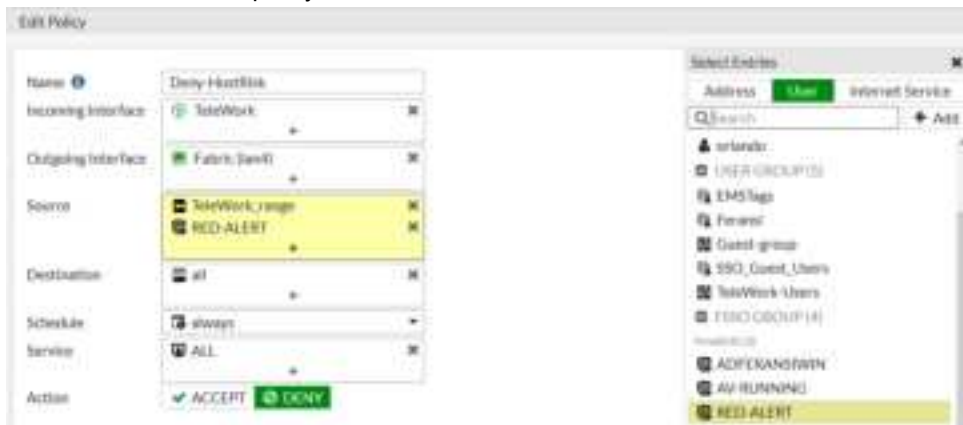 Edit Policy
Name
Deny-HostRisk
Incoming Interface
TeleWork
+
Outgoing Interface
Fabric (lan4)
+
Source
TeleWork_range
RED-ALERT
+
Destination
all
+
Schedule
always
Service
ALL
+
Action
ACCEPT
DENY
Select Entries
Address
User
Internet Service
Search
+ Add
orlando
USER GROUP (5)
EMSTags
Guest-group
SSO_Guest_Users
TeleWork-Users
FSSO GROUP (4)
AV-RUNNING
RED-ALERT